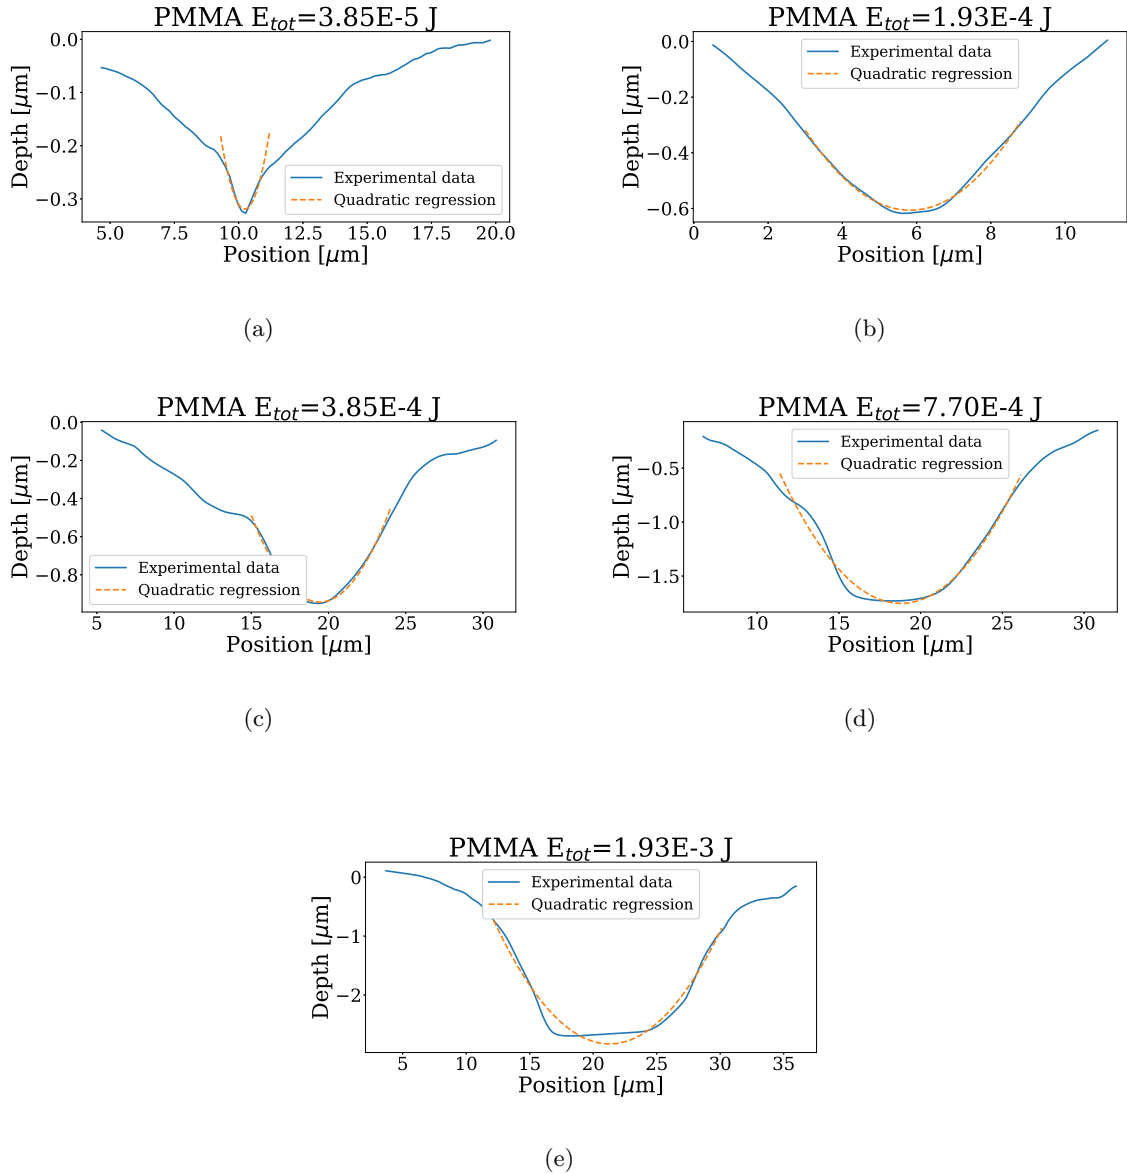 PMMA E_tot=3.85E-5 J
Depth [μm]
0.0
−0.1
−0.2
−0.3
Experimental data
Quadratic regression
5.0 7.5 10.0 12.5 15.0 17.5 20.0
Position [μm]
(a)
PMMA E_tot=1.93E-4 J
Depth [μm]
0.0
−0.2
−0.4
−0.6
Experimental data
Quadratic regression
0 2 4 6 8 10
Position [μm]
(b)
PMMA E_tot=3.85E-4 J
Depth [μm]
0.0
−0.2
−0.4
−0.6
−0.8
Experimental data
Quadratic regression
5 10 15 20 25 30
Position [μm]
(c)
PMMA E_tot=7.70E-4 J
Depth [μm]
−0.5
−1.0
−1.5
Experimental data
Quadratic regression
10 15 20 25 30
Position [μm]
(d)
PMMA E_tot=1.93E-3 J
Depth [μm]
0
−1
−2
Experimental data
Quadratic regression
5 10 15 20 25 30 35
Position [μm]
(e)